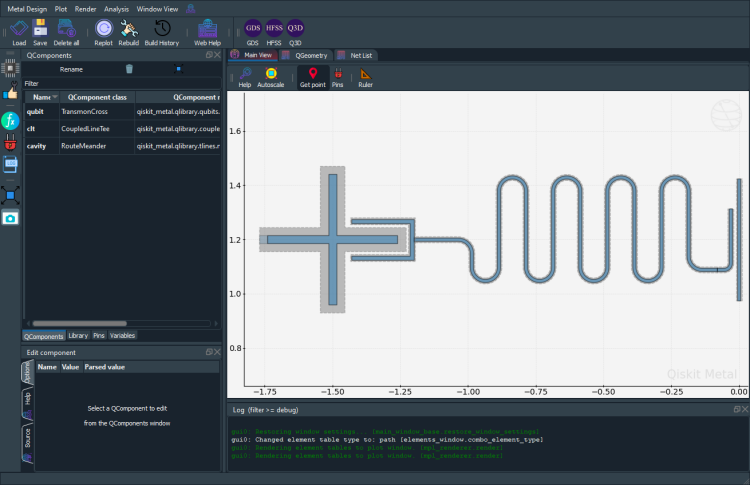 Metal Design Plot Render Analysis Window View
Load Save Delete all Replot Rebuild Build History Web Help GDS HFSS Q3D
GDS HFSS Q3D
QComponents
Rename
Filter
Name QComponent class QComponent m
qubit TransmonCross qiskit_metal.qlibrary.qubits.
clt CoupledLineTee qiskit_metal.qlibrary.couple
cavity RouteMeander qiskit_metal.qlibrary.tlines.r
QComponents Library Pins Variables
Edit component
Options
Help
Source
Name Value Parsed value
Select a QComponent to edit
from the QComponents window
Main View QGeometry Net List
Help Autoscale Get point Pins Ruler
1.6
1.4
1.2
1.0
0.8
−1.75 −1.50 −1.25 −1.00 −0.75 −0.50 −0.25 0.00
Qiskit Metal
Log (filter >= debug)
gui0: Restoring window settings... [main_window_base.restore_window_settings]
gui0: Changed element table type to: path [elements_window.combo_element_type]
gui0: Rendering element tables to plot window. [mpl_renderer.render]
gui0: Rendering element tables to plot window. [mpl_renderer.render]